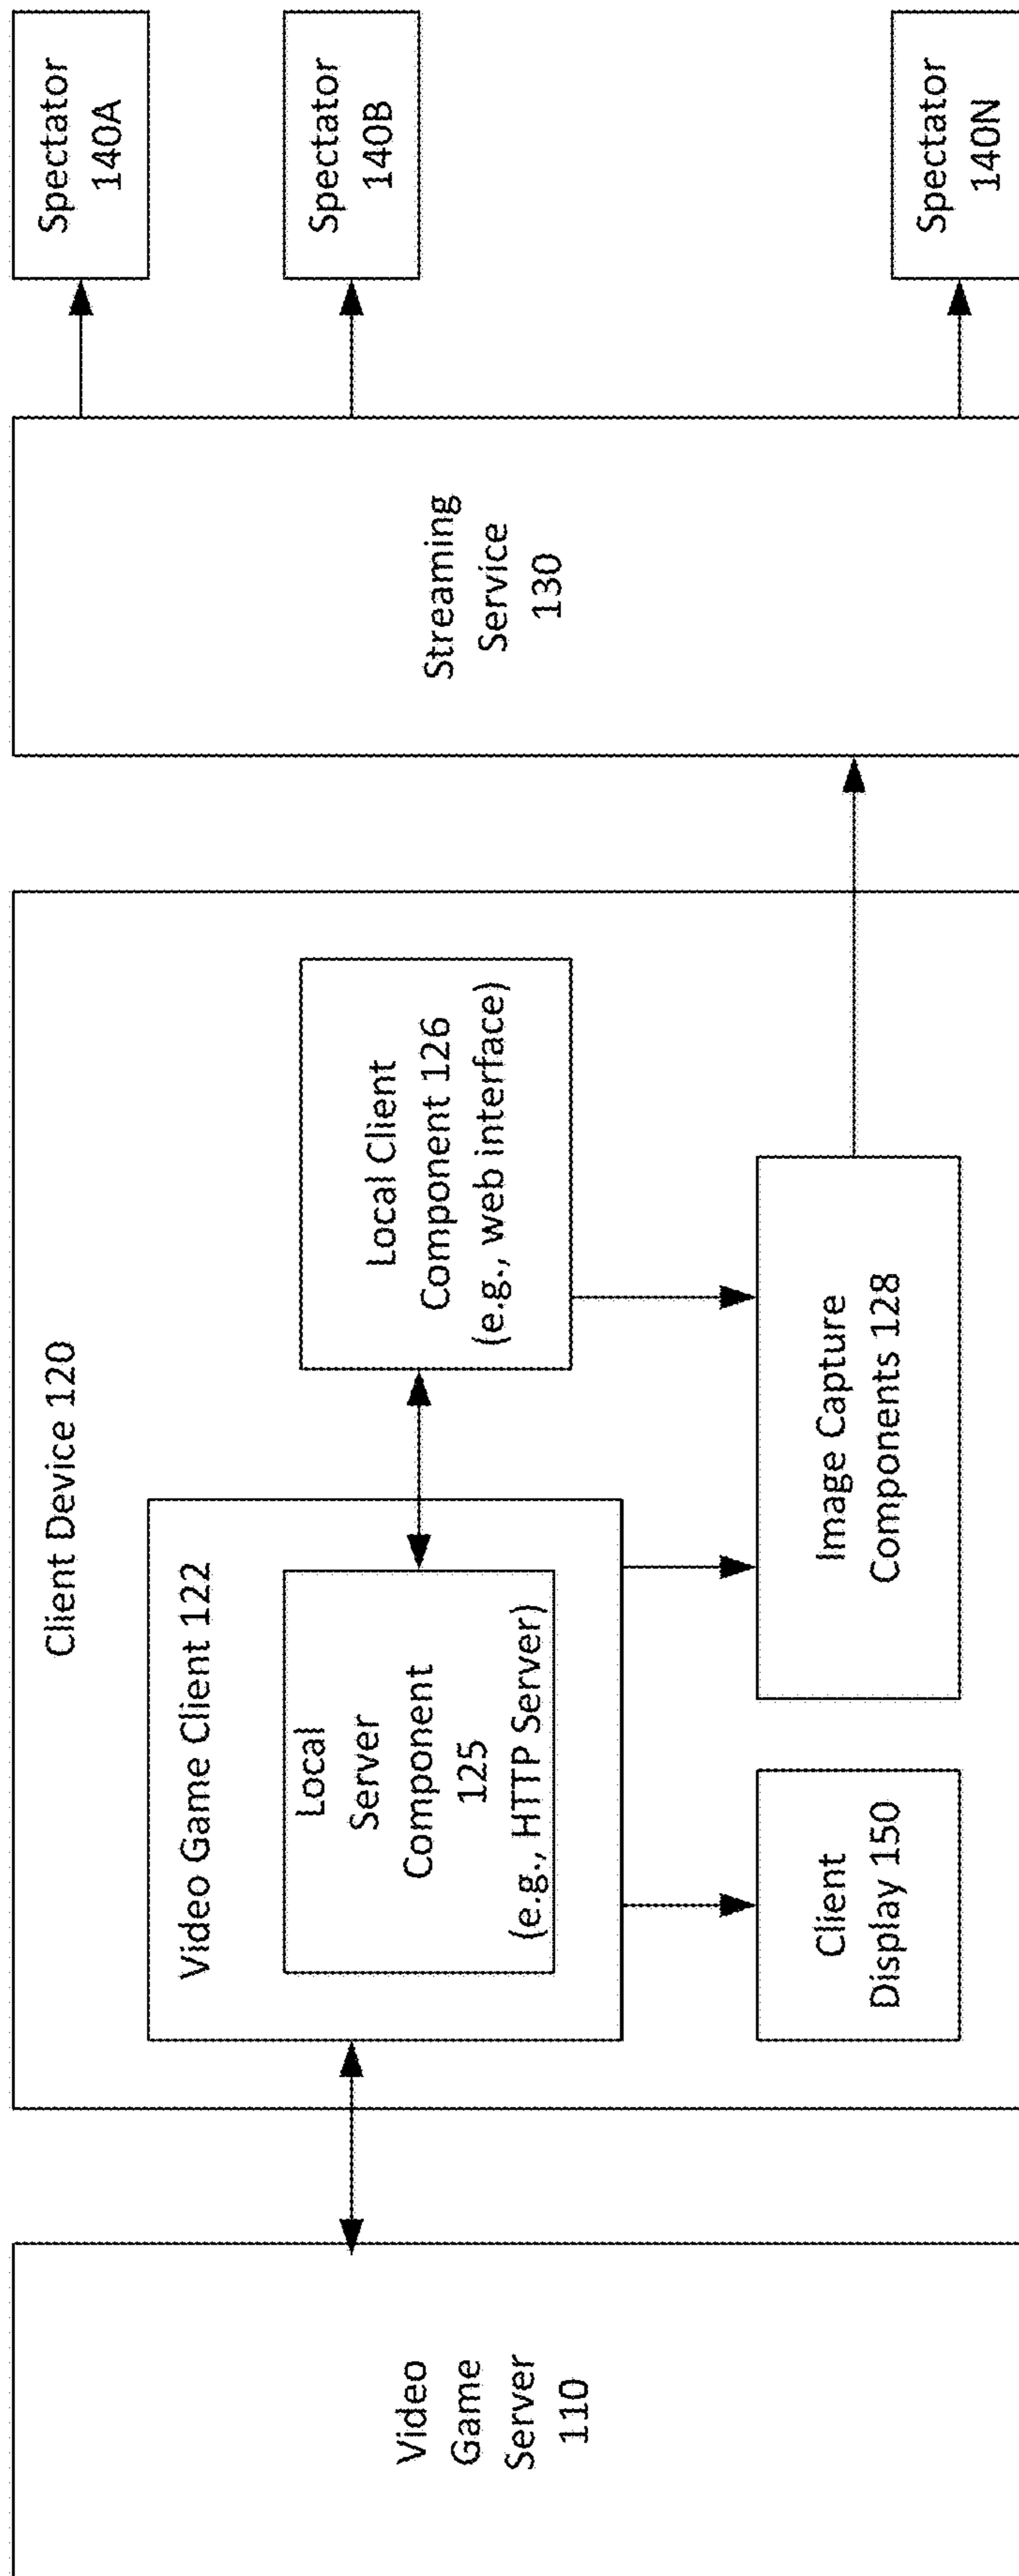 Video
Game
Server
110
Client Device 120
Video Game Client 122
Local
Server
Component
125
(e.g., HTTP Server)
Local Client
Component 126
(e.g., web interface)
Client
Display 150
Image Capture
Components 128
Streaming
Service
130
Spectator
140A
Spectator
140B
Spectator
140N